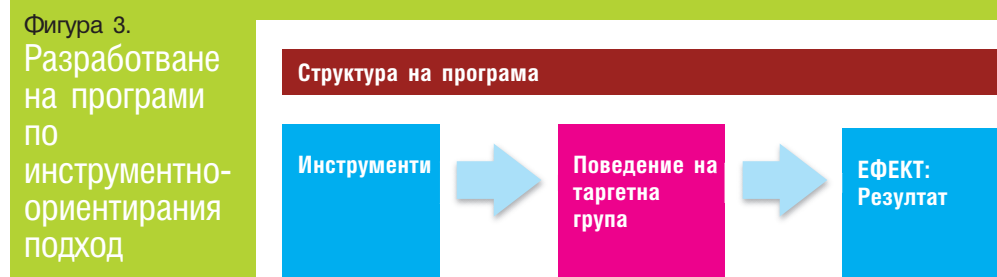 Фигура 3.
Разработване
на програми
по
инструментно-
ориентирания
подход
Структура на програма
Инструменти
Поведение на
таргетна
група
ЕФЕКТ:
Резултат